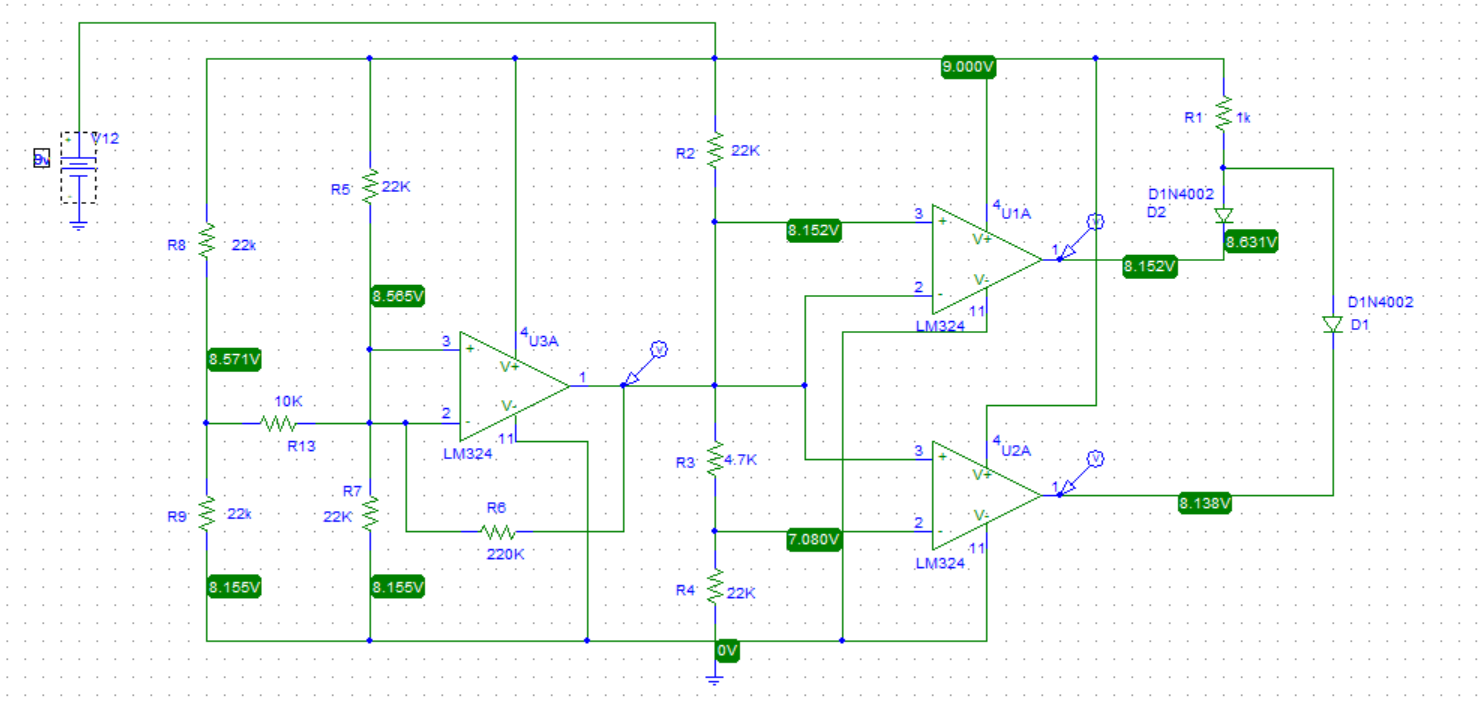 9.000V
V12
9v
R1
1k
R2
22K
R5
22K
D1N4002
D2
8.631V
R8
22k
3
+
8.152V
4
U1A
V+
V
1
8.152V
2
-
V-
11
LM324
8.565V
D1N4002
D1
8.571V
3
+
4
U3A
V+
V
1
2
-
V-
11
LM324
10K
R13
R3
4.7K
3
+
4
U2A
V+
V
1
8.138V
2
-
V-
11
LM324
R9
22k
R7
22K
R6
220K
7.080V
R4
22K
8.155V
8.155V
0V